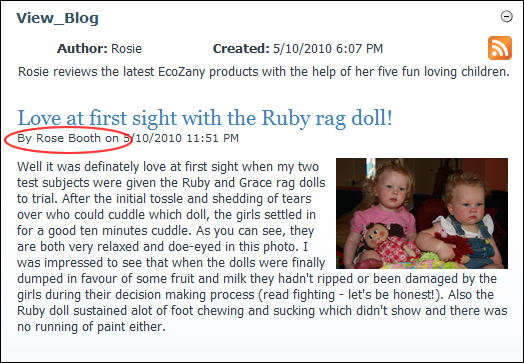 View_Blog
Author: Rosie Created: 5/10/2010 6:07 PM
Rosie reviews the latest EcoZany products with the help of her five fun loving children.
Love at first sight with the Ruby rag doll!
By Rose Booth on 5/10/2010 11:51 PM
Well it was definately love at first sight when my two
test subjects were given the Ruby and Grace rag dolls
to trial. After the initial tossle and shedding of tears
over who could cuddle which doll, the girls settled in
for a good ten minutes cuddle. As you can see, they
are both very relaxed and doe-eyed in this photo. I
was impressed to see that when the dolls were finally
dumped in favour of some fruit and milk they hadn't ripped or been damaged by the
girls during their decision making process (read fighting - let's be honest!). Also the
Ruby doll sustained alot of foot chewing and sucking which didn't show and there was
no running of paint either.